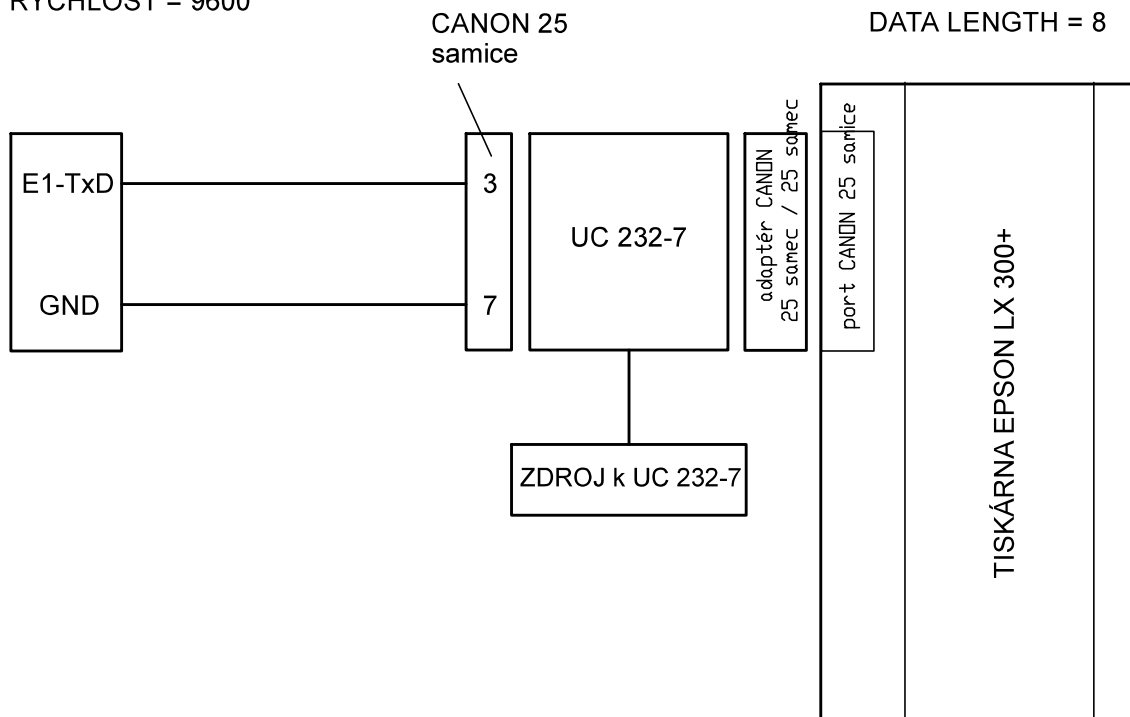 RYCHLOST = 9600
CANON 25
samice
DATA LENGTH = 8
E1-TxD
3
UC 232-7
adaptér CANON
25 samec / 25 samec
port CANON 25 samice
GND
7
TISKÁRNA EPSON LX 300+
ZDROJ k UC 232-7